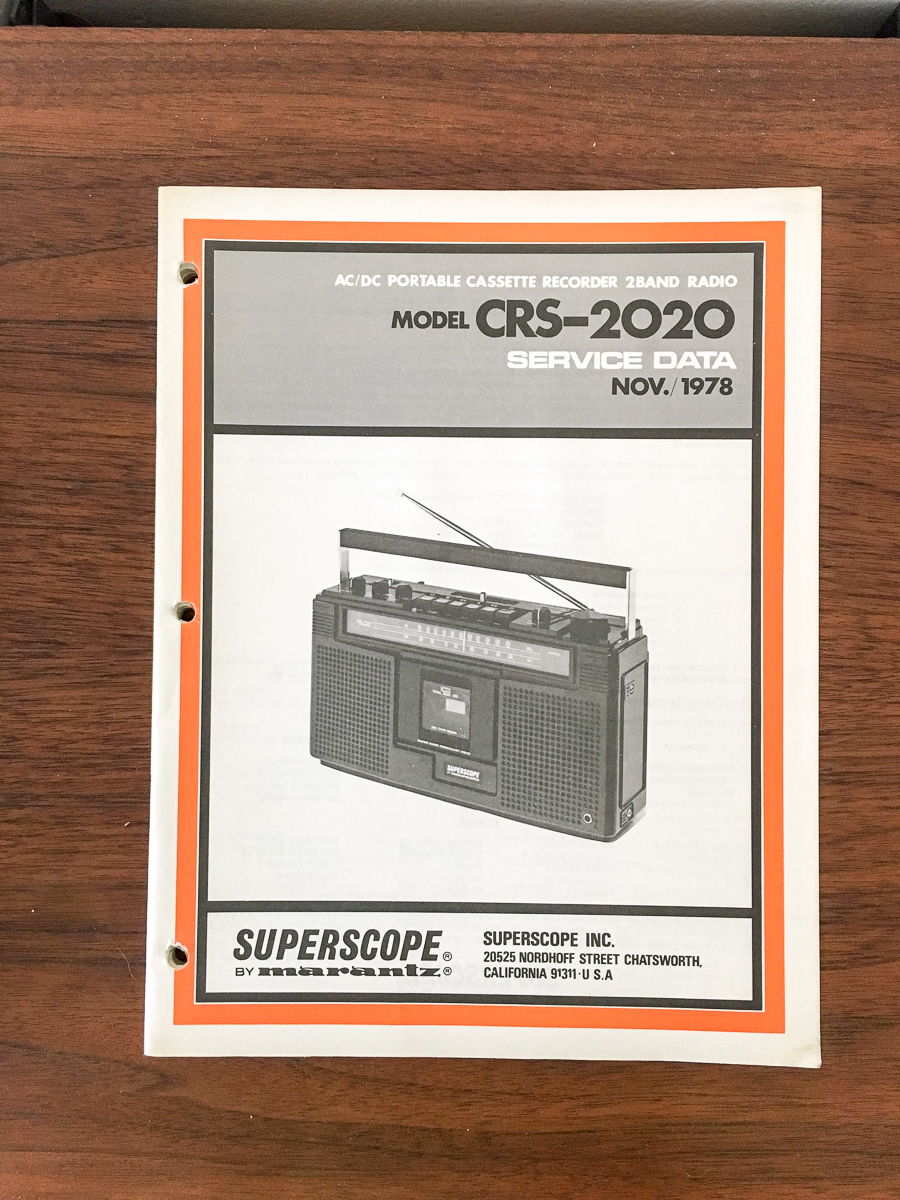 AC/DC PORTABLE CASSETTE RECORDER 2BAND RADIO
MODEL CRS-2020
SERVICE DATA
NOV./1978
SUPERSCOPE
SUPERSCOPE®
BY marantz®
SUPERSCOPE INC.
20525 NORDHOFF STREET CHATSWORTH,
CALIFORNIA 91311·U S.A